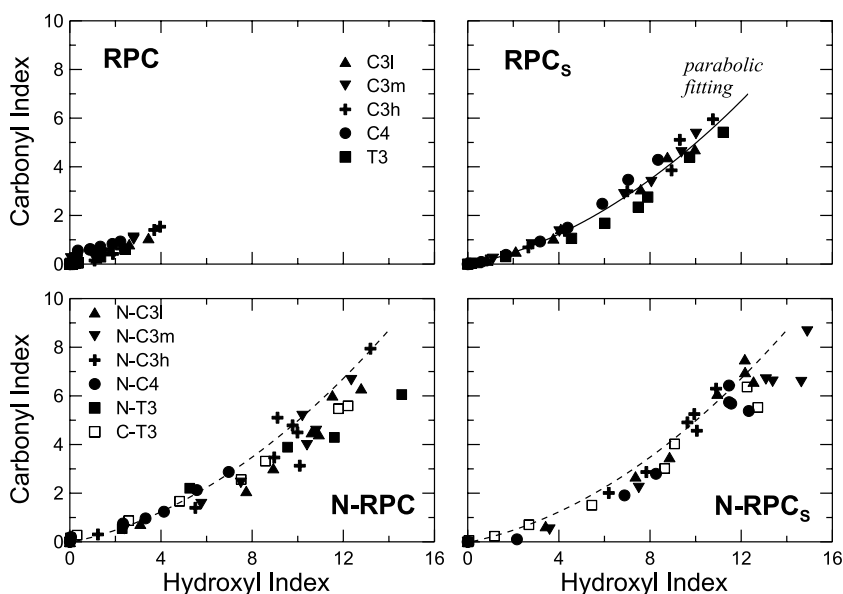 10
8
6
4
2
0
Carbonyl Index
RPC
C3l
C3m
C3h
C4
T3
RPCS
parabolic
fitting
10
8
6
4
2
0
Carbonyl Index
N-C3l
N-C3m
N-C3h
N-C4
N-T3
C-T3
N-RPC
0 4 8 12 16
Hydroxyl Index
N-RPCS
4 8 12 16
Hydroxyl Index